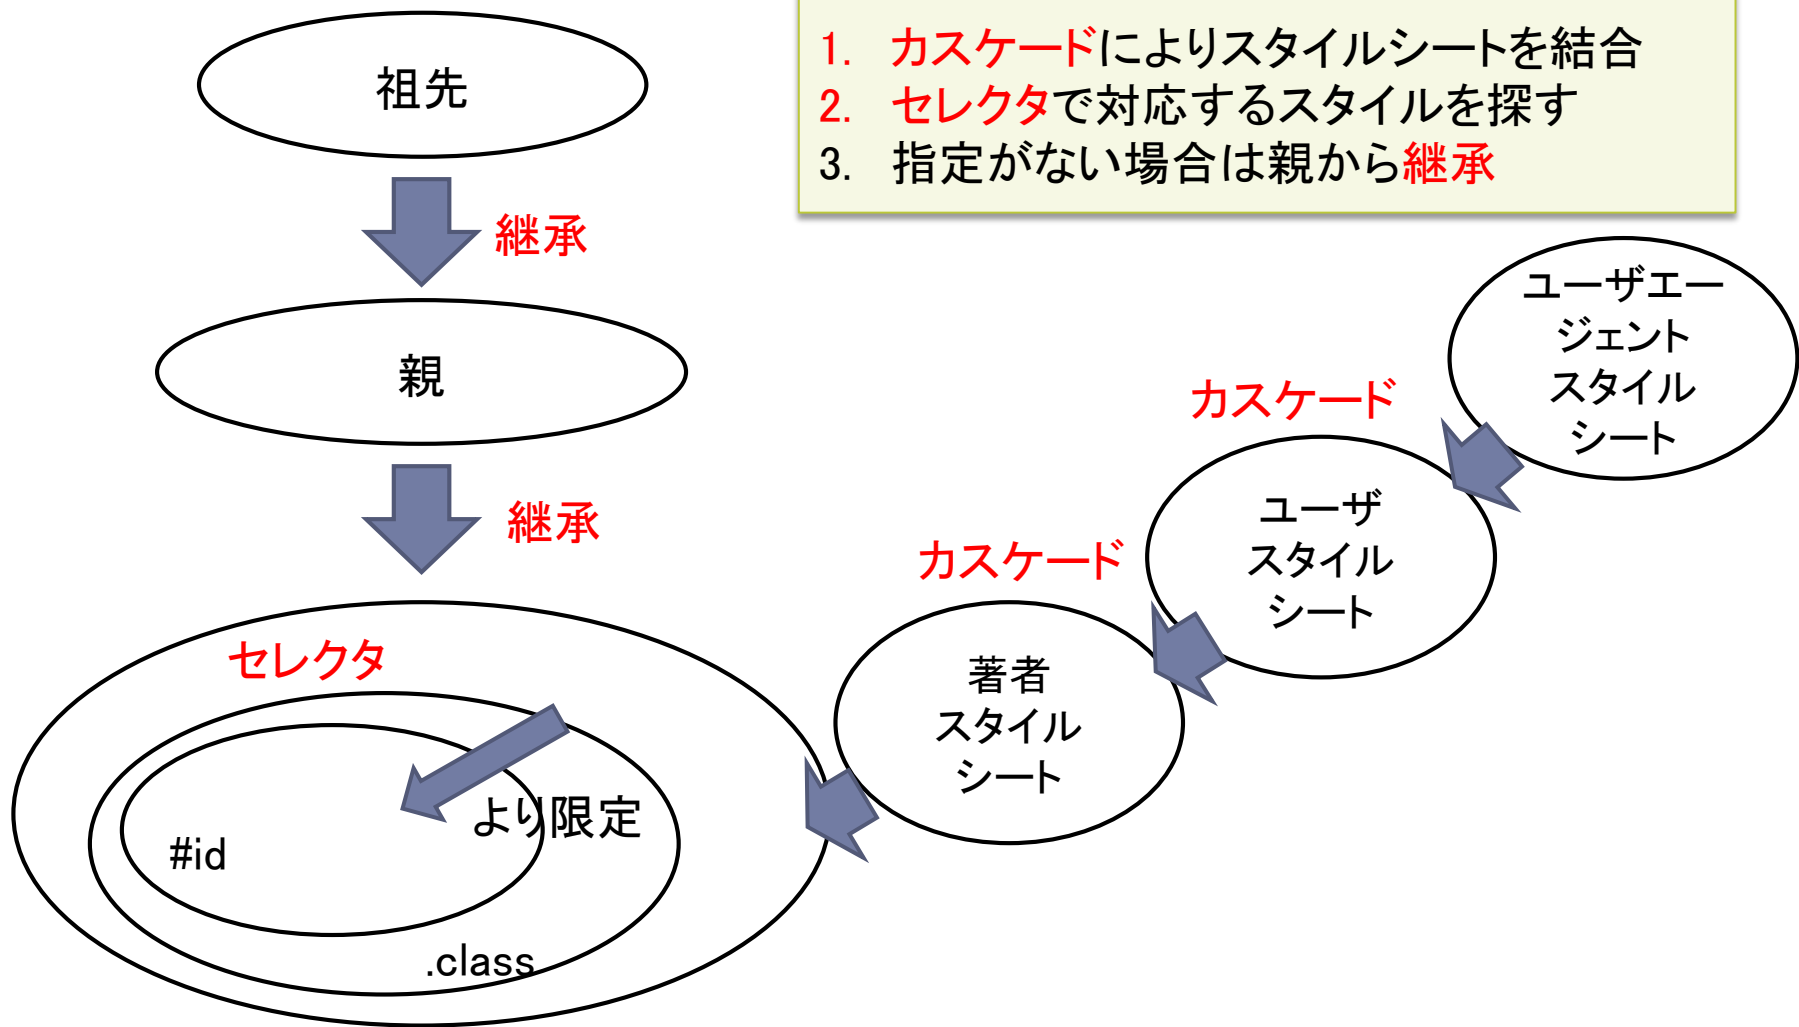 1. カスケードによりスタイルシートを結合
2. セレクタで対応するスタイルを探す
3. 指定がない場合は親から継承
祖先
継承
親
継承
セレクタ
より限定
#id
.class
ユーザエー
ジェント
スタイル
シート
カスケード
ユーザ
スタイル
シート
カスケード
著者
スタイル
シート